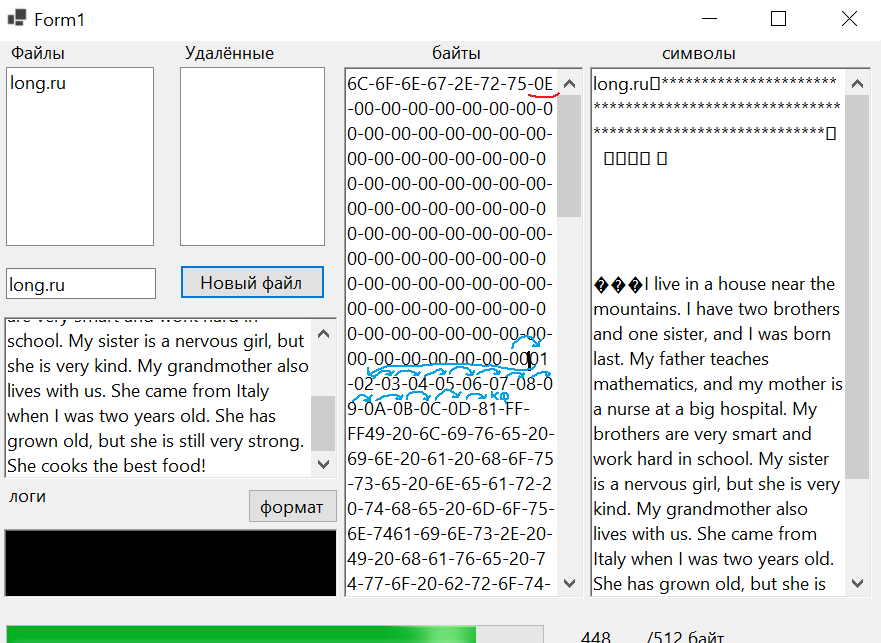 Form1
Файлы
Удалённые
байты
символы
long.ru
long.ru
Новый файл
are very smart and work hard in
school. My sister is a nervous girl, but
she is very kind. My grandmother also
lives with us. She came from Italy
when I was two years old. She has
grown old, but she is still very strong.
She cooks the best food!
логи
формат
6C-6F-6E-67-2E-72-75-0E
-00-00-00-00-00-00-00-0
0-00-00-00-00-00-00-00-
00-00-00-00-00-00-00-0
0-00-00-00-00-00-00-00-
00-00-00-00-00-00-00-0
0-00-00-00-00-00-00-00-
00-00-00-00-00-00-00-0
0-00-00-00-00-00-00-00-
00-00-00-00-00-00-00-0
0-00-00-00-00-00-00-00-
00-00-00-00-00-00-0001
-02-03-04-05-06-07-08-0
9-0A-0B-0C-0D-81-FF-
FF49-20-6C-69-76-65-20-
69-6E-20-61-20-68-6F-75
-73-65-20-6E-65-61-72-2
0-74-68-65-20-6D-6F-75-
6E-7461-69-6E-73-2E-20-
49-20-68-61-76-65-20-7
4-77-6F-20-62-72-6F-74-
кф
long.ru▯**********************
*******************************
*****************************▯
▯▯▯▯ ▯
���I live in a house near the
mountains. I have two brothers
and one sister, and I was born
last. My father teaches
mathematics, and my mother is
a nurse at a big hospital. My
brothers are very smart and
work hard in school. My sister
is a nervous girl, but she is very
kind. My grandmother also
lives with us. She came from
Italy when I was two years old.
She has grown old, but she is
448 /512 байт